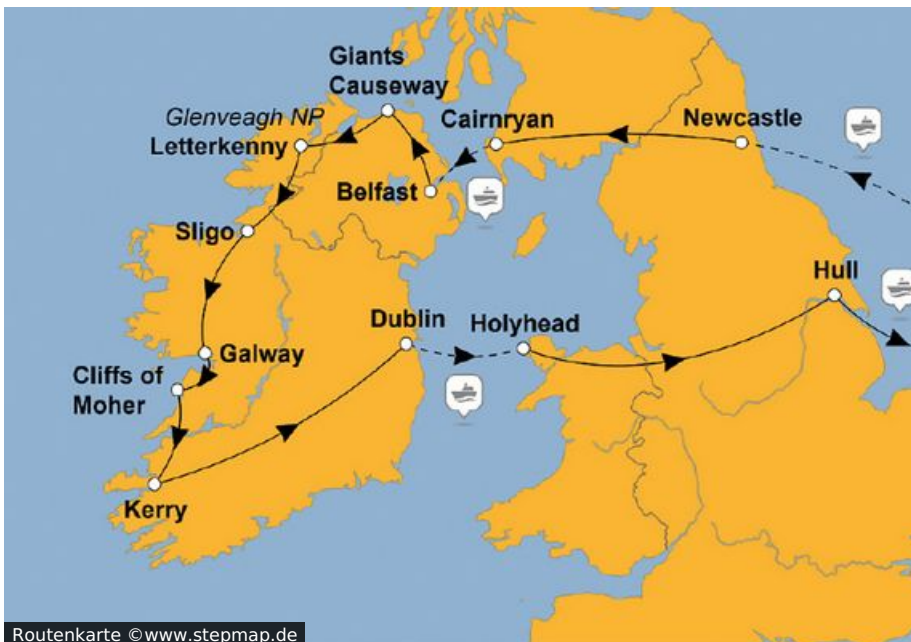 Giants
Causeway
Glenveagh NP
Letterkenny
Cairnryan
Newcastle
Belfast
Sligo
Hull
Dublin
Holyhead
Galway
Cliffs of
Moher
Kerry
Routenkarte ©www.stepmap.de